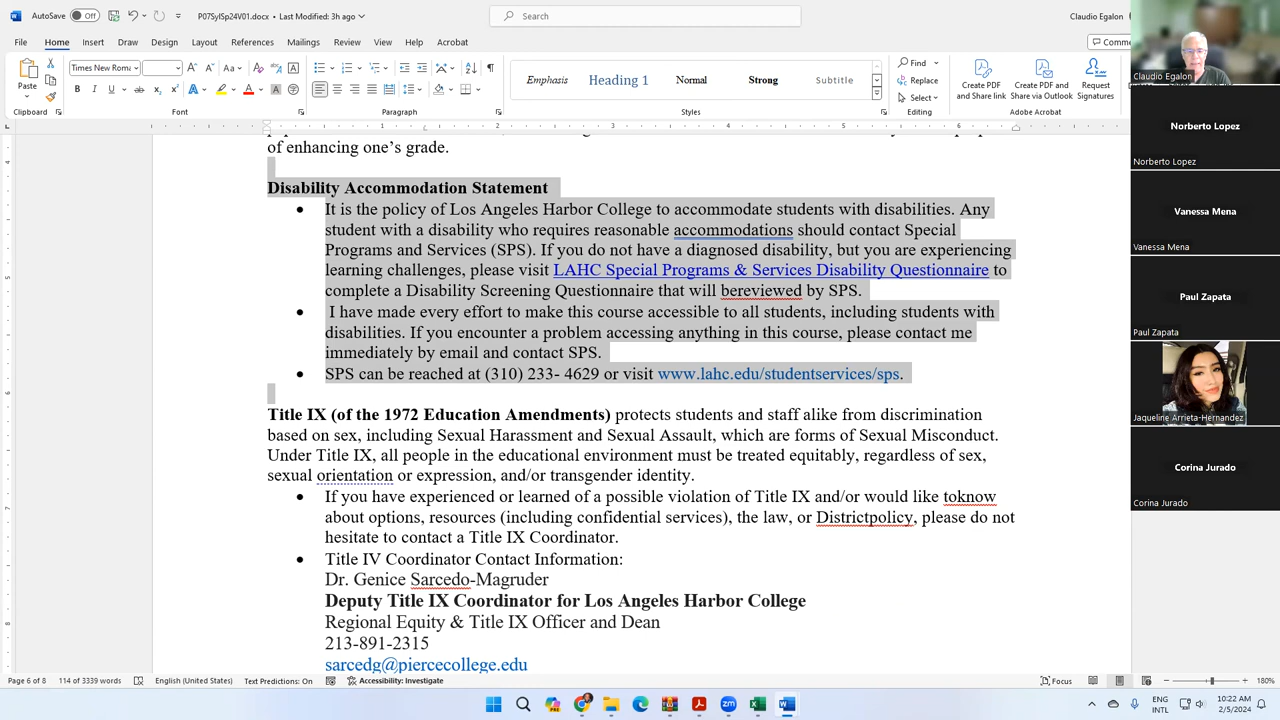 AutoSave
Off
P07SylSp24V01.docx • Last Modified: 3h ago
Search
Claudio Egalon
File
Home
Insert
Draw
Design
Layout
References
Mailings
Review
View
Help
Acrobat
Paste
Times New Roma
Emphasis
Heading 1
Normal
Strong
Subtitle
Find
Replace
Select
Create PDF and Share link
Create PDF and Share via Outlook
Request Signatures
Clipboard
Font
Paragraph
Styles
Editing
Adobe Acrobat
of enhancing one's grade.
Disability Accommodation Statement
• It is the policy of Los Angeles Harbor College to accommodate students with disabilities. Any
student with a disability who requires reasonable accommodations should contact Special
Programs and Services (SPS). If you do not have a diagnosed disability, but you are experiencing
learning challenges, please visit LAHC Special Programs & Services Disability Questionnaire to
complete a Disability Screening Questionnaire that will bereviewed by SPS.
• I have made every effort to make this course accessible to all students, including students with
disabilities. If you encounter a problem accessing anything in this course, please contact me
immediately by email and contact SPS.
• SPS can be reached at (310) 233- 4629 or visit www.lahc.edu/studentservices/sps.
Title IX (of the 1972 Education Amendments) protects students and staff alike from discrimination
based on sex, including Sexual Harassment and Sexual Assault, which are forms of Sexual Misconduct.
Under Title IX, all people in the educational environment must be treated equitably, regardless of sex,
sexual orientation or expression, and/or transgender identity.
• If you have experienced or learned of a possible violation of Title IX and/or would like toknow
about options, resources (including confidential services), the law, or Districtpolicy, please do not
hesitate to contact a Title IX Coordinator.
• Title IV Coordinator Contact Information:
Dr. Genice Sarcedo-Magruder
Deputy Title IX Coordinator for Los Angeles Harbor College
Regional Equity & Title IX Officer and Dean
213-891-2315
sarcedg@piercecollege.edu
Claudio Egalon
Norberto Lopez
Norberto Lopez
Vanessa Mena
Vanessa Mena
Paul Zapata
Paul Zapata
Jaqueline Arrieta-Hernandez
Corina Jurado
Corina Jurado
Page 6 of 8
114 of 3339 words
English (United States)
Text Predictions: On
Accessibility: Investigate
Focus
180%
ENG
INTL
10:22 AM
2/5/2024